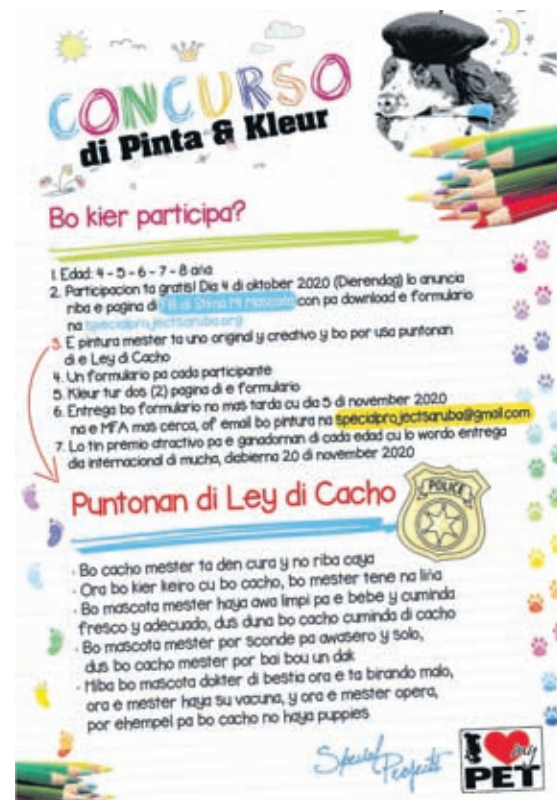 CONCURSO
di Pinta & Kleur
Bo kier participa?
1. Edad: 4 - 5 - 6 - 7 - 8 aña
2. Participacion ta gratis! Dia 4 di oktober 2020 (Dierendag) lo anuncia
riba e pagina di FB di Stima Mi Mascota con pa download e formulario
na specialprojectsaruba.org
3. E pintura mester ta uno original y creativo y bo por usa puntonan
di e Ley di Cacho
4. Un formulario pa cada participante
5. Kleur tur dos (2) pagina di e formulario
6. Entrega bo formulario no mas tarda cu dia 5 di november 2020
na e MFA mas cerca, of email bo pintura na specialprojectsaruba@gmail.com
7. Lo tin premio atractivo pa e ganadornan di cada edad cu lo wordo entrega
dia internacional di mucha, diabierna 20 di november 2020
Puntonan di Ley di Cacho
POLICE
· Bo cacho mester ta den cura y no riba caya
· Ora bo kier keiro cu bo cacho, bo mester tene na liña
· Bo mascota mester haya awa limpi pa e bebe y cuminda
fresco y adecuado, dus duna bo cacho cuminda di cacho
· Bo mascota mester por sconde pa awasero y solo,
dus bo cacho mester por bai bou un dak
· Hiba bo mascota dokter di bestia ora e ta birando malo,
ora e mester haya su vacuna, y ora e mester opera,
por ehempel pa bo cacho no haya puppies
Special Projects
I my
PET